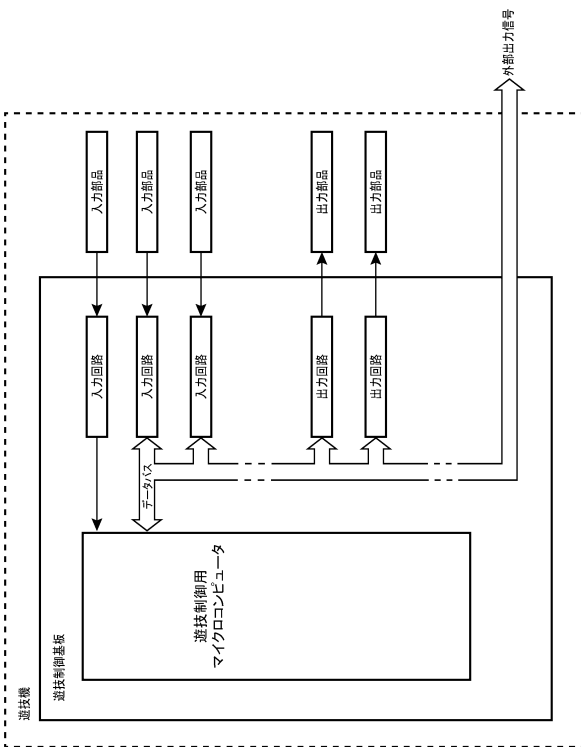 遊技機
遊技制御基板
遊技制御用
マイクロコンピュータ
データバス
入力回路
入力部品
入力回路
入力部品
入力回路
入力部品
出力回路
出力部品
出力回路
出力部品
外部出力信号